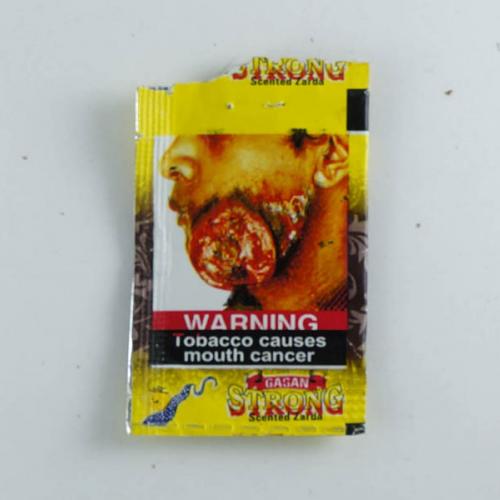 STRONG
Scented Zarda
WARNING
Tobacco causes
mouth cancer
GAGAN
STRONG
Scented Zarda